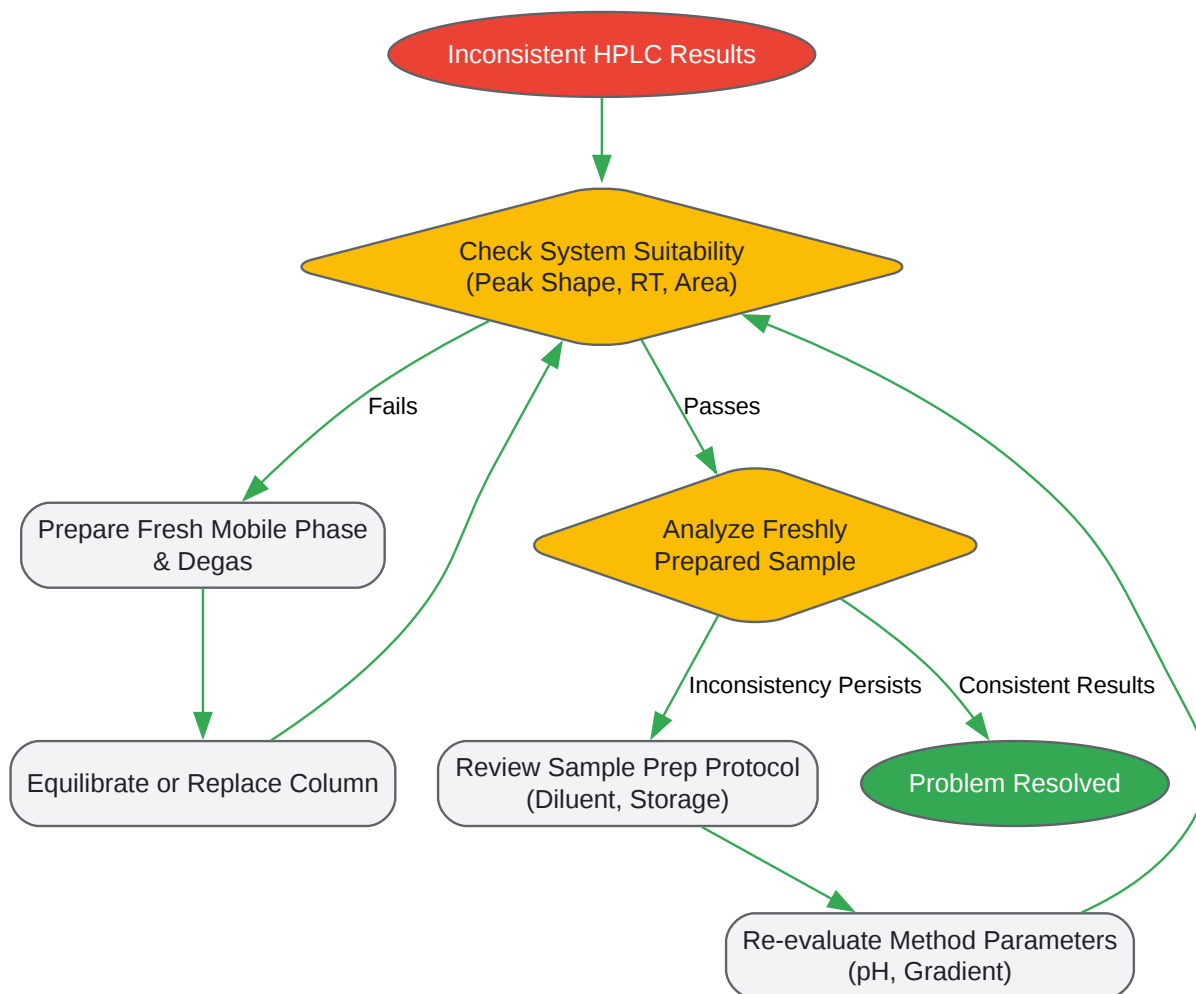 Inconsistent HPLC Results
Check System Suitability
(Peak Shape, RT, Area)
Fails
Passes
Prepare Fresh Mobile Phase
& Degas
Analyze Freshly
Prepared Sample
Inconsistency Persists
Consistent Results
Equilibrate or Replace Column
Review Sample Prep Protocol
(Diluent, Storage)
Problem Resolved
Re-evaluate Method Parameters
(pH, Gradient)